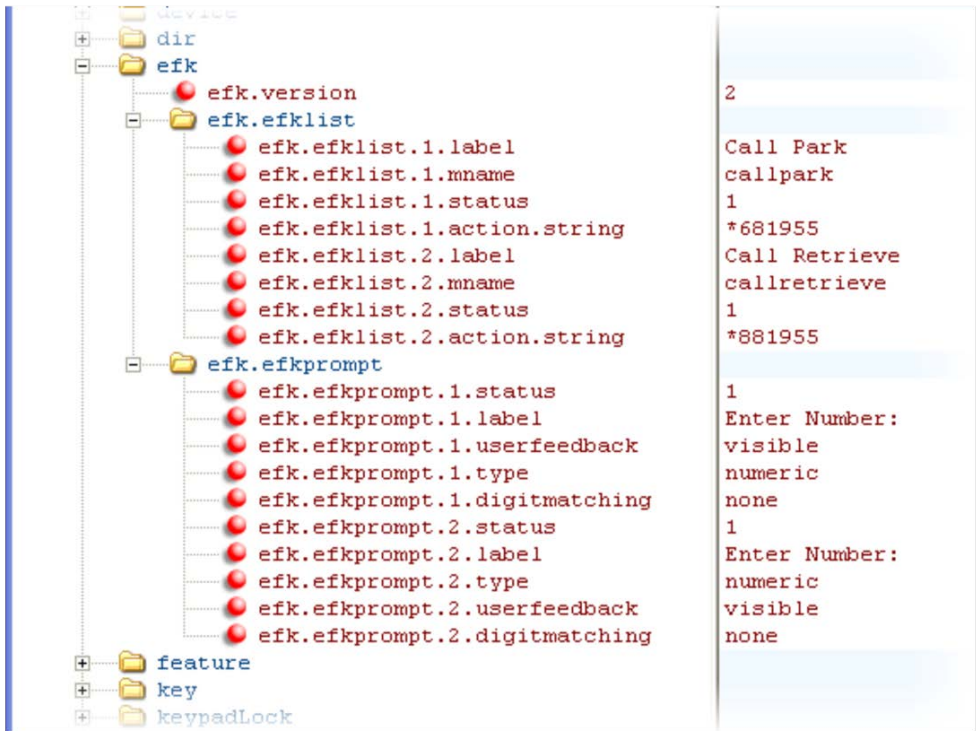 device
dir
efk
efk.version 2
efk.efklist
efk.efklist.1.label Call Park
efk.efklist.1.mname callpark
efk.efklist.1.status 1
efk.efklist.1.action.string *681955
efk.efklist.2.label Call Retrieve
efk.efklist.2.mname callretrieve
efk.efklist.2.status 1
efk.efklist.2.action.string *881955
efk.efkprompt
efk.efkprompt.1.status 1
efk.efkprompt.1.label Enter Number:
efk.efkprompt.1.userfeedback visible
efk.efkprompt.1.type numeric
efk.efkprompt.1.digitmatching none
efk.efkprompt.2.status 1
efk.efkprompt.2.label Enter Number:
efk.efkprompt.2.type numeric
efk.efkprompt.2.userfeedback visible
efk.efkprompt.2.digitmatching none
feature
key
keypadLock